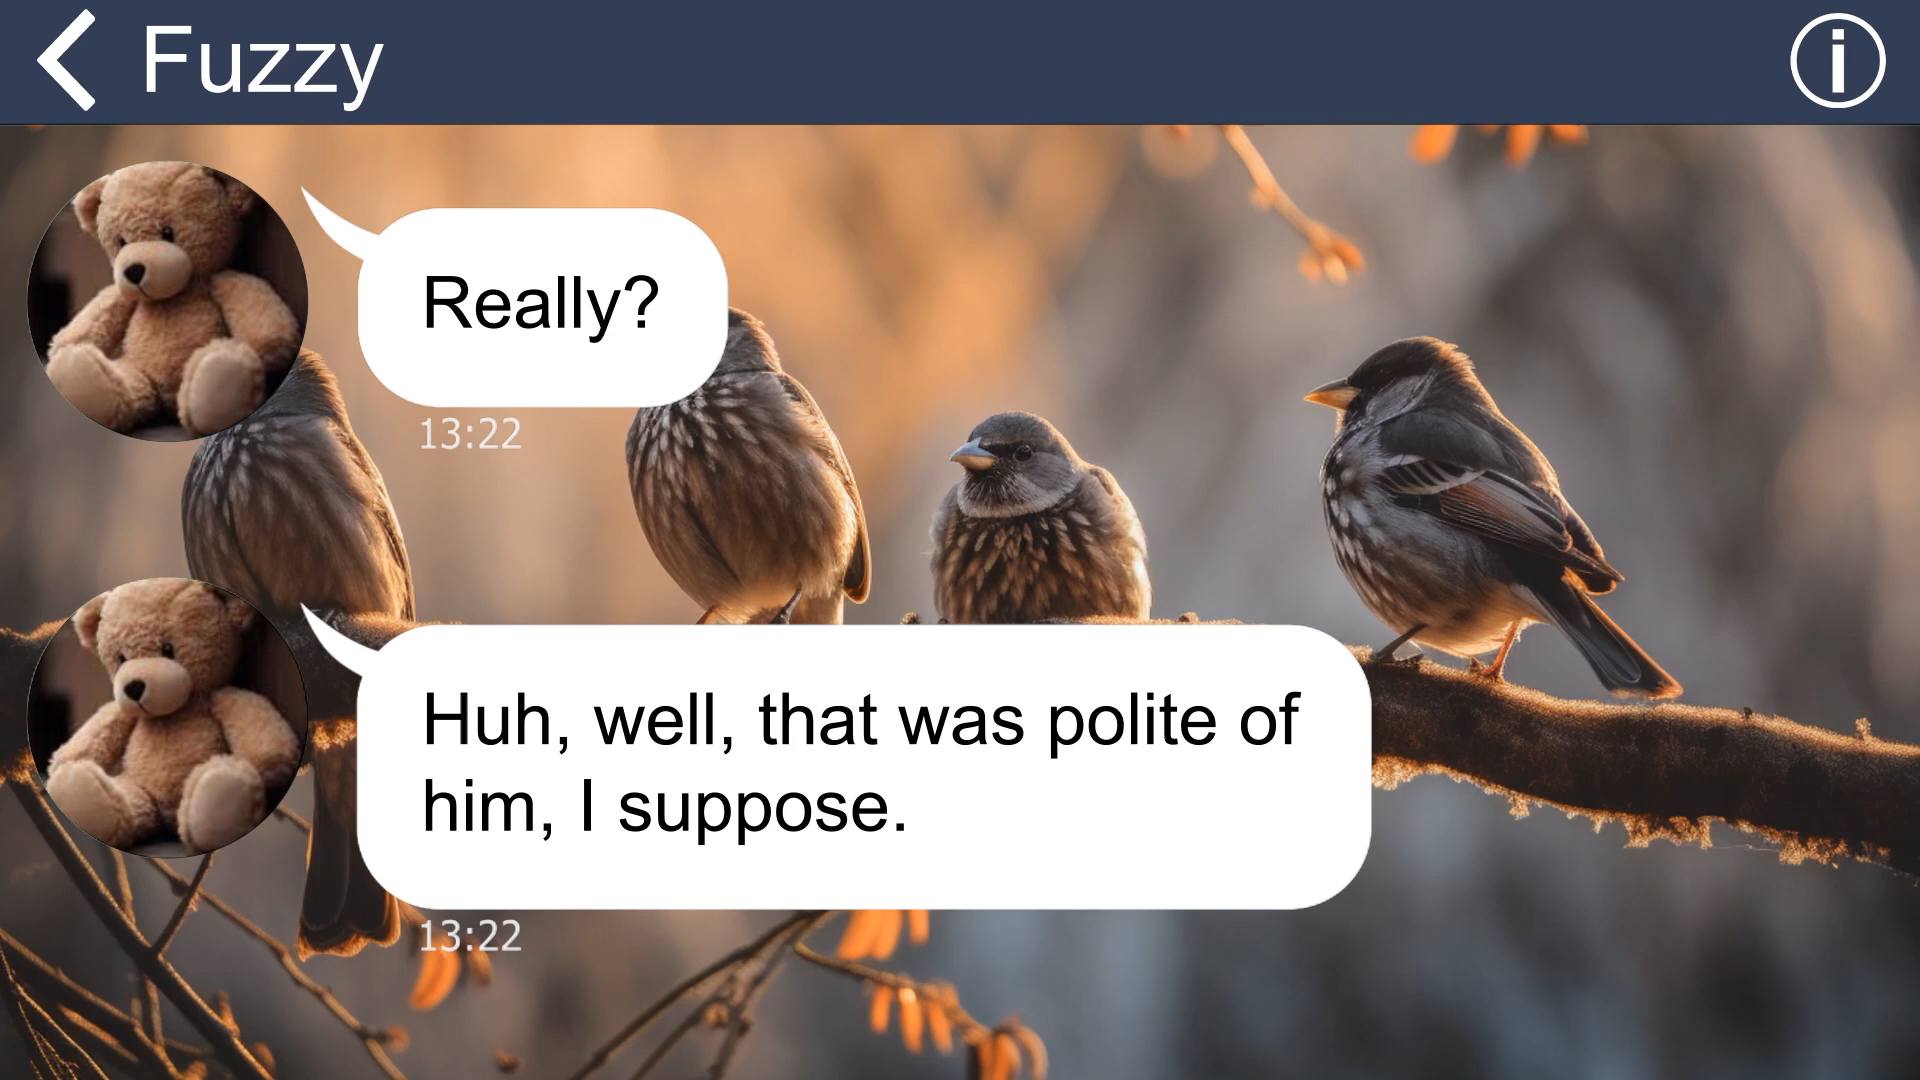 Fuzzy
Really?
13:22
Huh, well, that was polite of
him, I suppose.
13:22